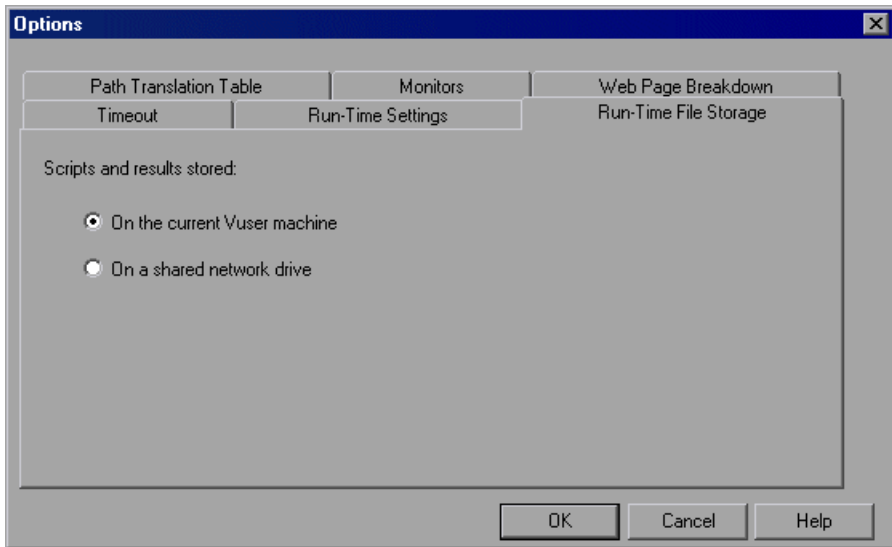 Options
Path Translation Table Monitors Web Page Breakdown
Timeout Run-Time Settings Run-Time File Storage
Scripts and results stored:
On the current Vuser machine
On a shared network drive
OK Cancel Help